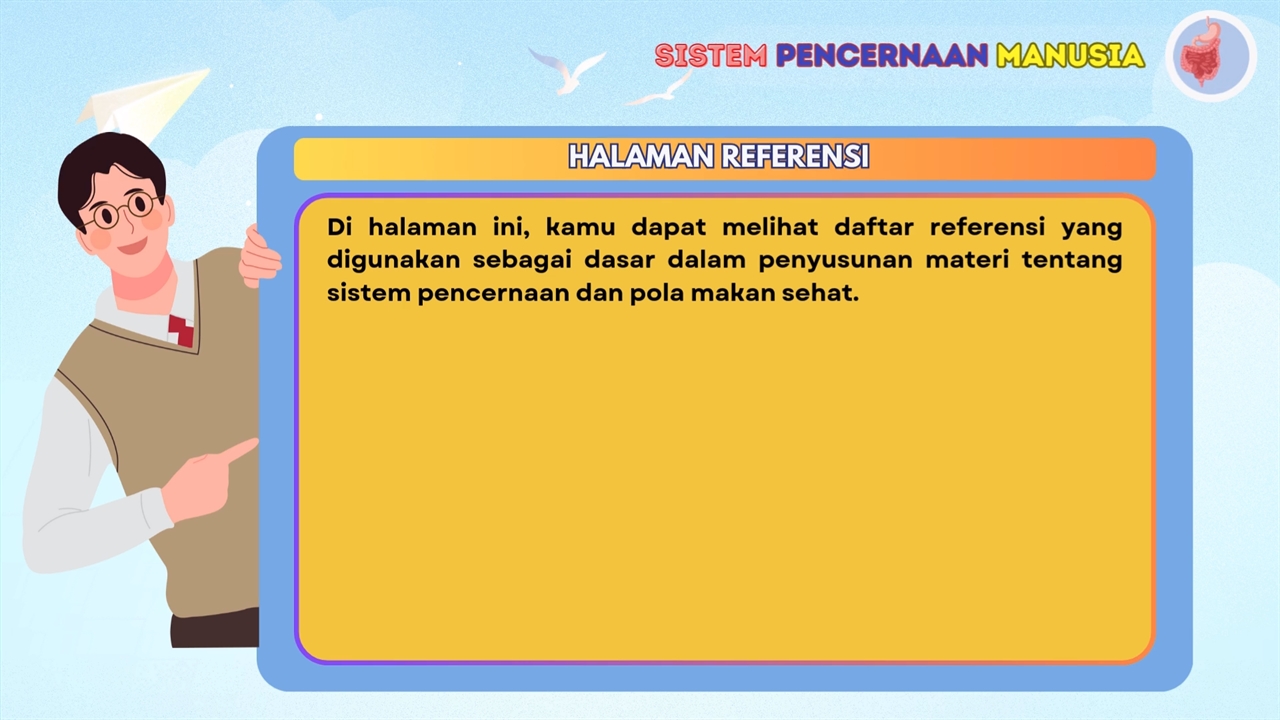 SISTEM PENCERNAAN MANUSIA
HALAMAN REFERENSI
Di halaman ini, kamu dapat melihat daftar referensi yang
digunakan sebagai dasar dalam penyusunan materi tentang
sistem pencernaan dan pola makan sehat.